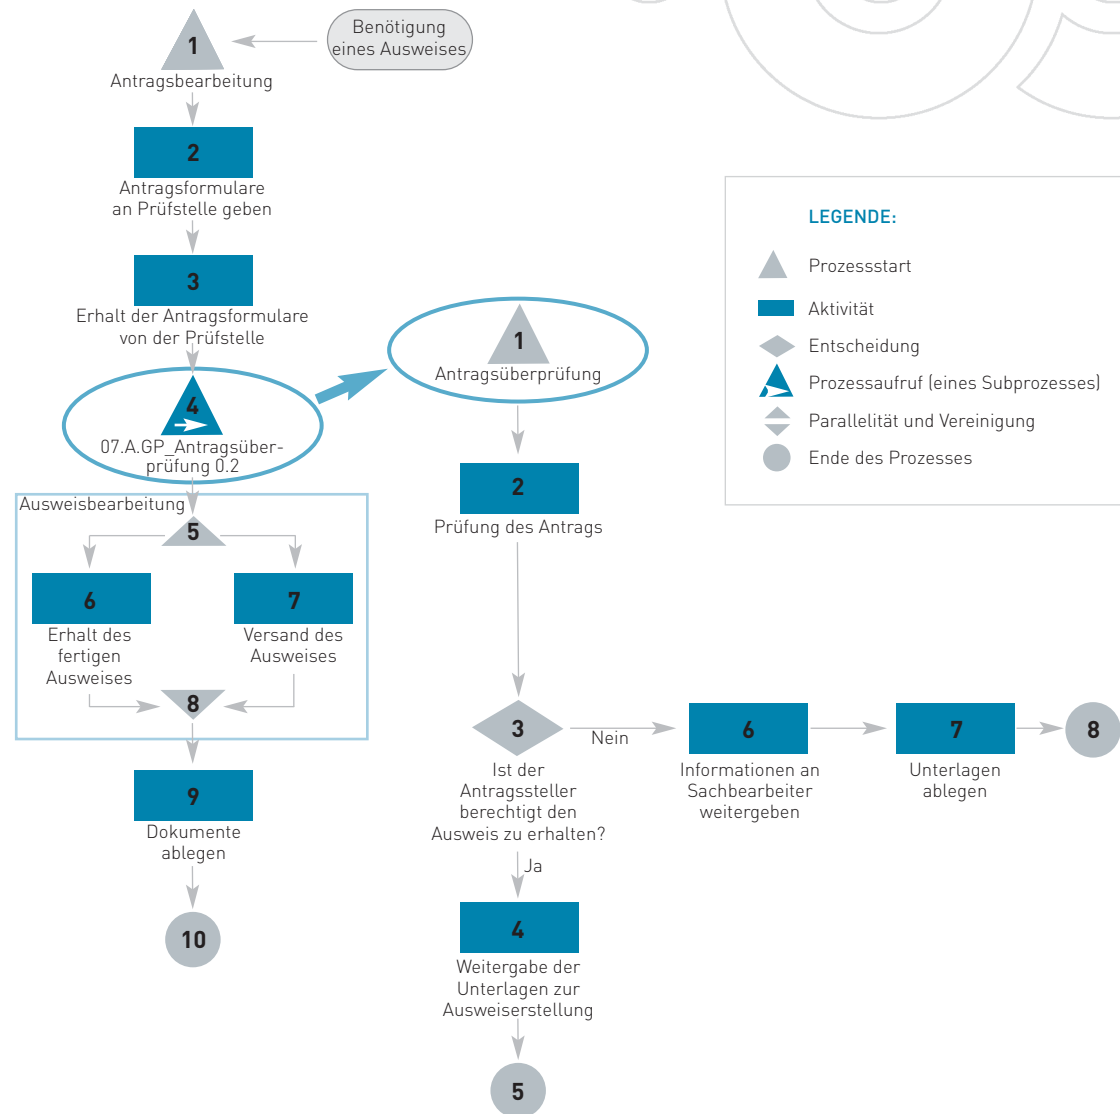 Benötigung
eines Ausweises
1
Antragsbearbeitung
2
Antragsformulare
an Prüfstelle geben
3
Erhalt der Antragsformulare
von der Prüfstelle
4
07.A.GP_Antragsüber-
prüfung 0.2
Ausweisbearbeitung
5
6
Erhalt des
fertigen
Ausweises
7
Versand des
Ausweises
8
9
Dokumente
ablegen
10
1
Antragsüberprüfung
2
Prüfung des Antrags
3
Ist der
Antragssteller
berechtigt den
Ausweis zu erhalten?
Nein
6
Informationen an
Sachbearbeiter
weitergeben
7
Unterlagen
ablegen
8
Ja
4
Weitergabe der
Unterlagen zur
Ausweiserstellung
5
LEGENDE:
Prozessstart
Aktivität
Entscheidung
Prozessaufruf (eines Subprozesses)
Parallelität und Vereinigung
Ende des Prozesses